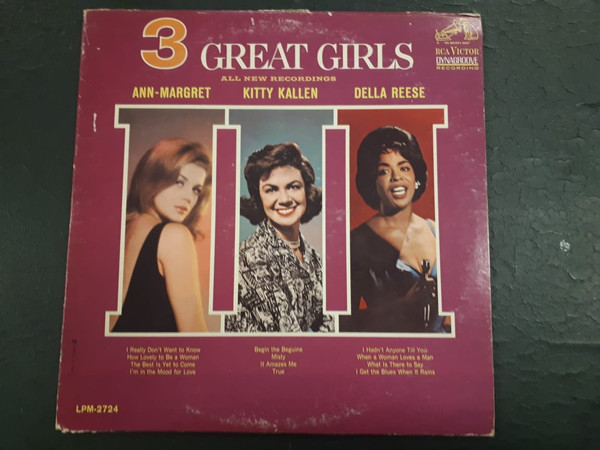 3 GREAT GIRLS
RCA VICTOR
DYNAGROOVE
RECORDING
ALL NEW RECORDINGS
ANN-MARGRET KITTY KALLEN DELLA REESE
I Really Don't Want to Know
How Lovely to Be a Woman
The Best Is Yet to Come
I'm in the Mood for Love
Begin the Beguine
Misty
It Amazes Me
True
I Hadn't Anyone Till You
When a Woman Loves a Man
What Is There to Say
I Get the Blues When It Rains
LPM-2724